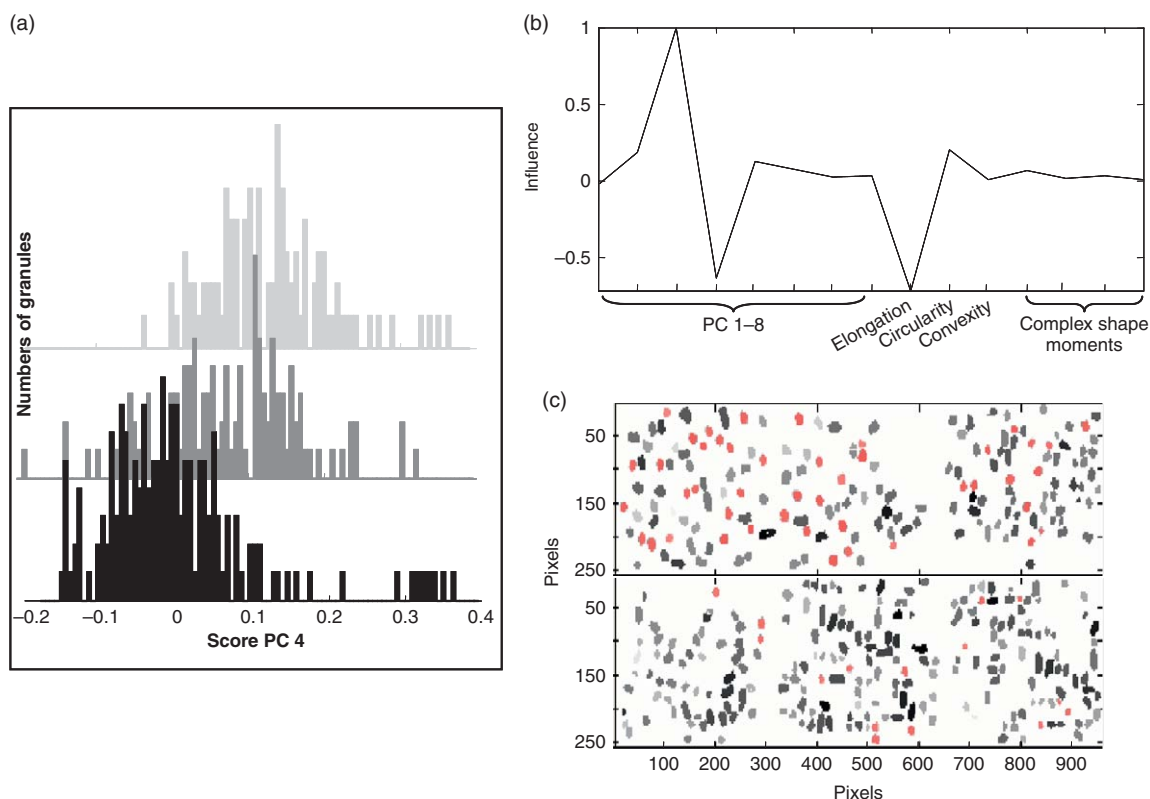 (a)
Numbers of granules
−0.2 −0.1 0 0.1 0.2 0.3 0.4
Score PC 4
(b)
1
0.5
0
−0.5
Influence
PC 1–8
Elongation
Circularity
Convexity
Complex shape
moments
(c)
50
150
250
50
150
250
Pixels
100 200 300 400 500 600 700 800 900
Pixels